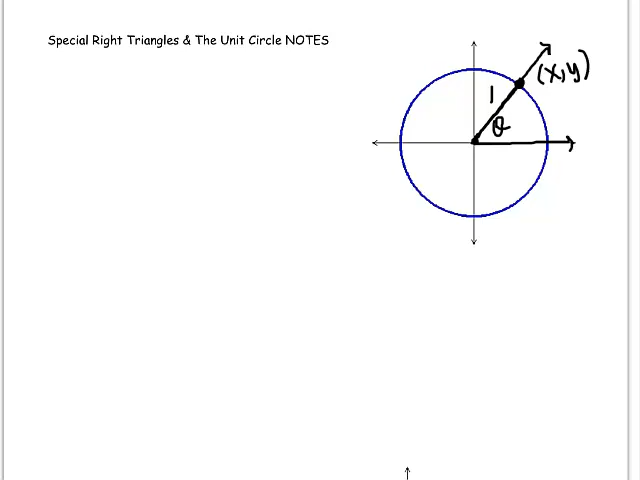 Special Right Triangles & The Unit Circle NOTES
(x,y)
1
θ